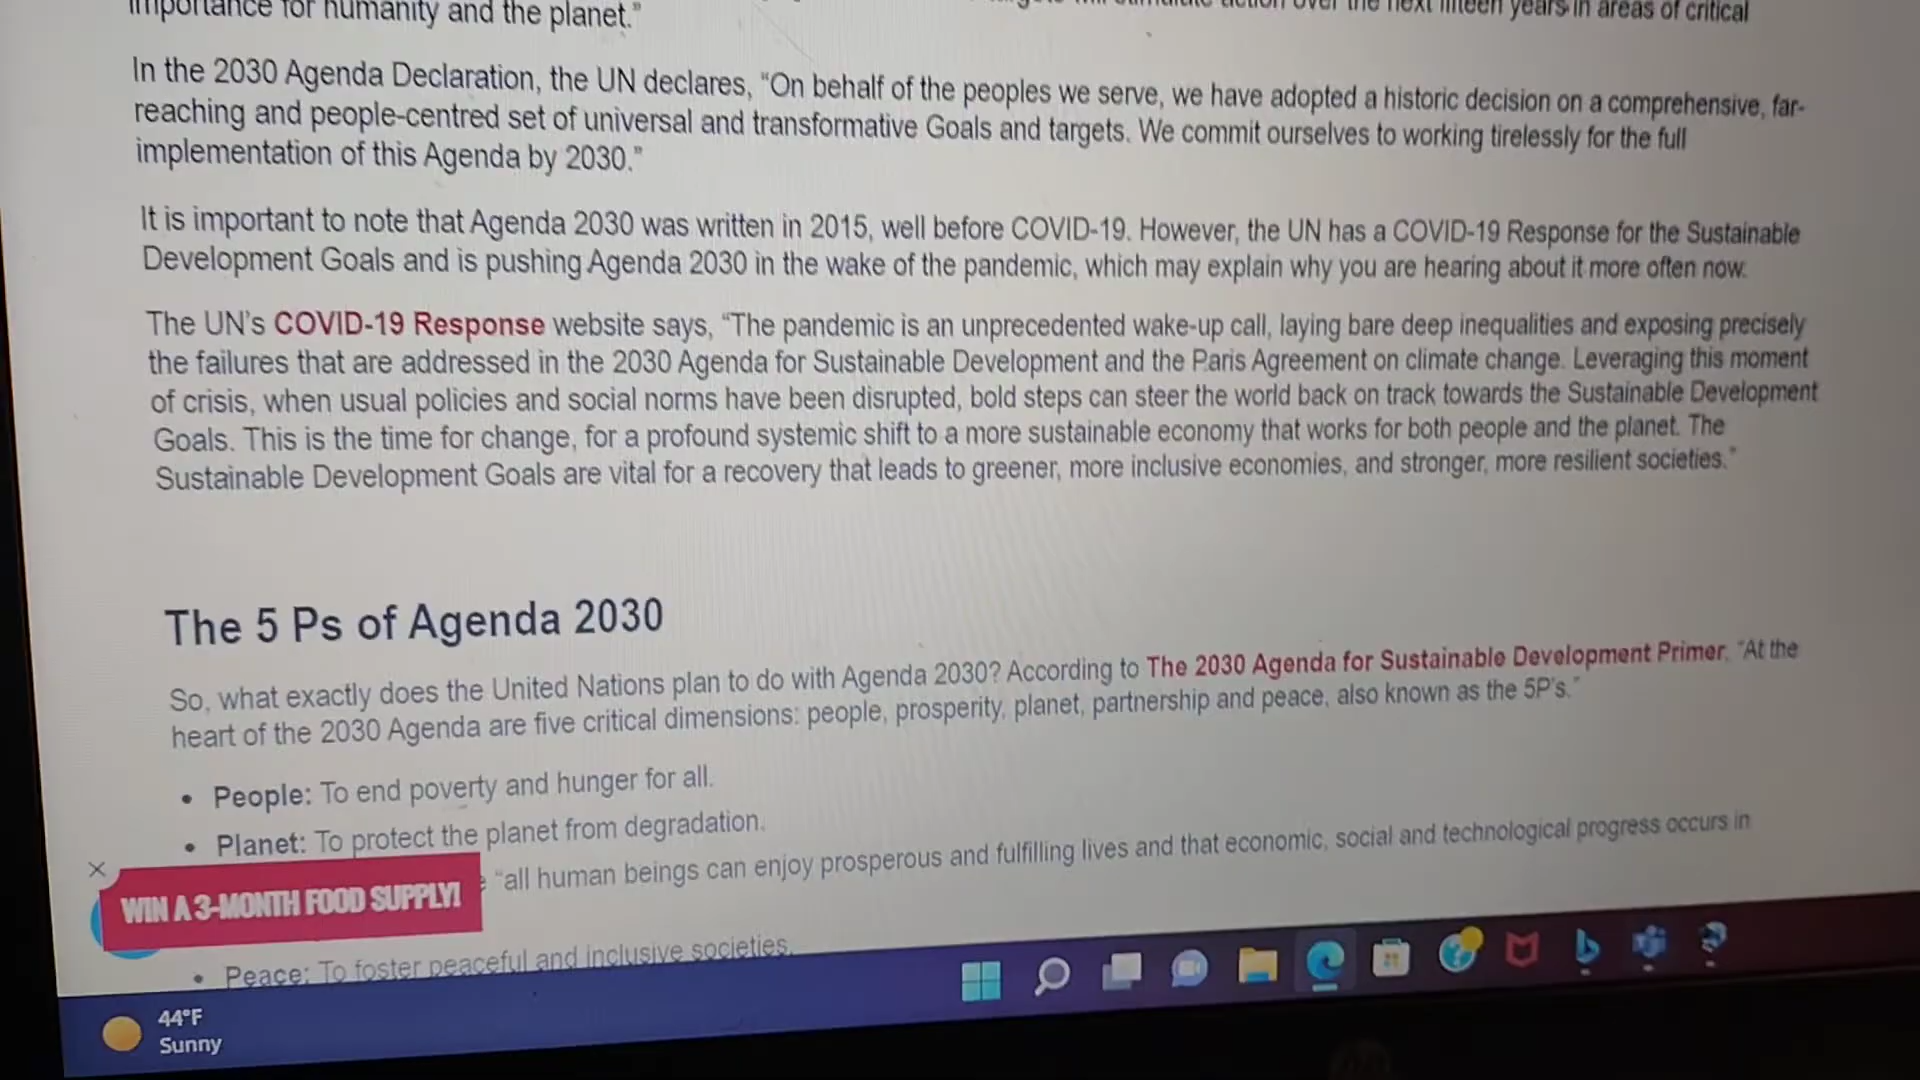 importance for humanity and the planet."
over the next fifteen years in areas of critical
In the 2030 Agenda Declaration, the UN declares, “On behalf of the peoples we serve, we have adopted a historic decision on a comprehensive, far-
reaching and people-centred set of universal and transformative Goals and targets. We commit ourselves to working tirelessly for the full
implementation of this Agenda by 2030.”
It is important to note that Agenda 2030 was written in 2015, well before COVID-19. However, the UN has a COVID-19 Response for the Sustainable
Development Goals and is pushing Agenda 2030 in the wake of the pandemic, which may explain why you are hearing about it more often now.
The UN’s COVID-19 Response website says, “The pandemic is an unprecedented wake-up call, laying bare deep inequalities and exposing precisely
the failures that are addressed in the 2030 Agenda for Sustainable Development and the Paris Agreement on climate change. Leveraging this moment
of crisis, when usual policies and social norms have been disrupted, bold steps can steer the world back on track towards the Sustainable Development
Goals. This is the time for change, for a profound systemic shift to a more sustainable economy that works for both people and the planet. The
Sustainable Development Goals are vital for a recovery that leads to greener, more inclusive economies, and stronger, more resilient societies.”
The 5 Ps of Agenda 2030
So, what exactly does the United Nations plan to do with Agenda 2030? According to The 2030 Agenda for Sustainable Development Primer, “At the
heart of the 2030 Agenda are five critical dimensions: people, prosperity, planet, partnership and peace, also known as the 5P’s.”
• People: To end poverty and hunger for all.
• Planet: To protect the planet from degradation.
“all human beings can enjoy prosperous and fulfilling lives and that economic, social and technological progress occurs in
WIN A 3-MONTH FOOD SUPPLY!
• Peace: To foster peaceful and inclusive societies.
44°F
Sunny